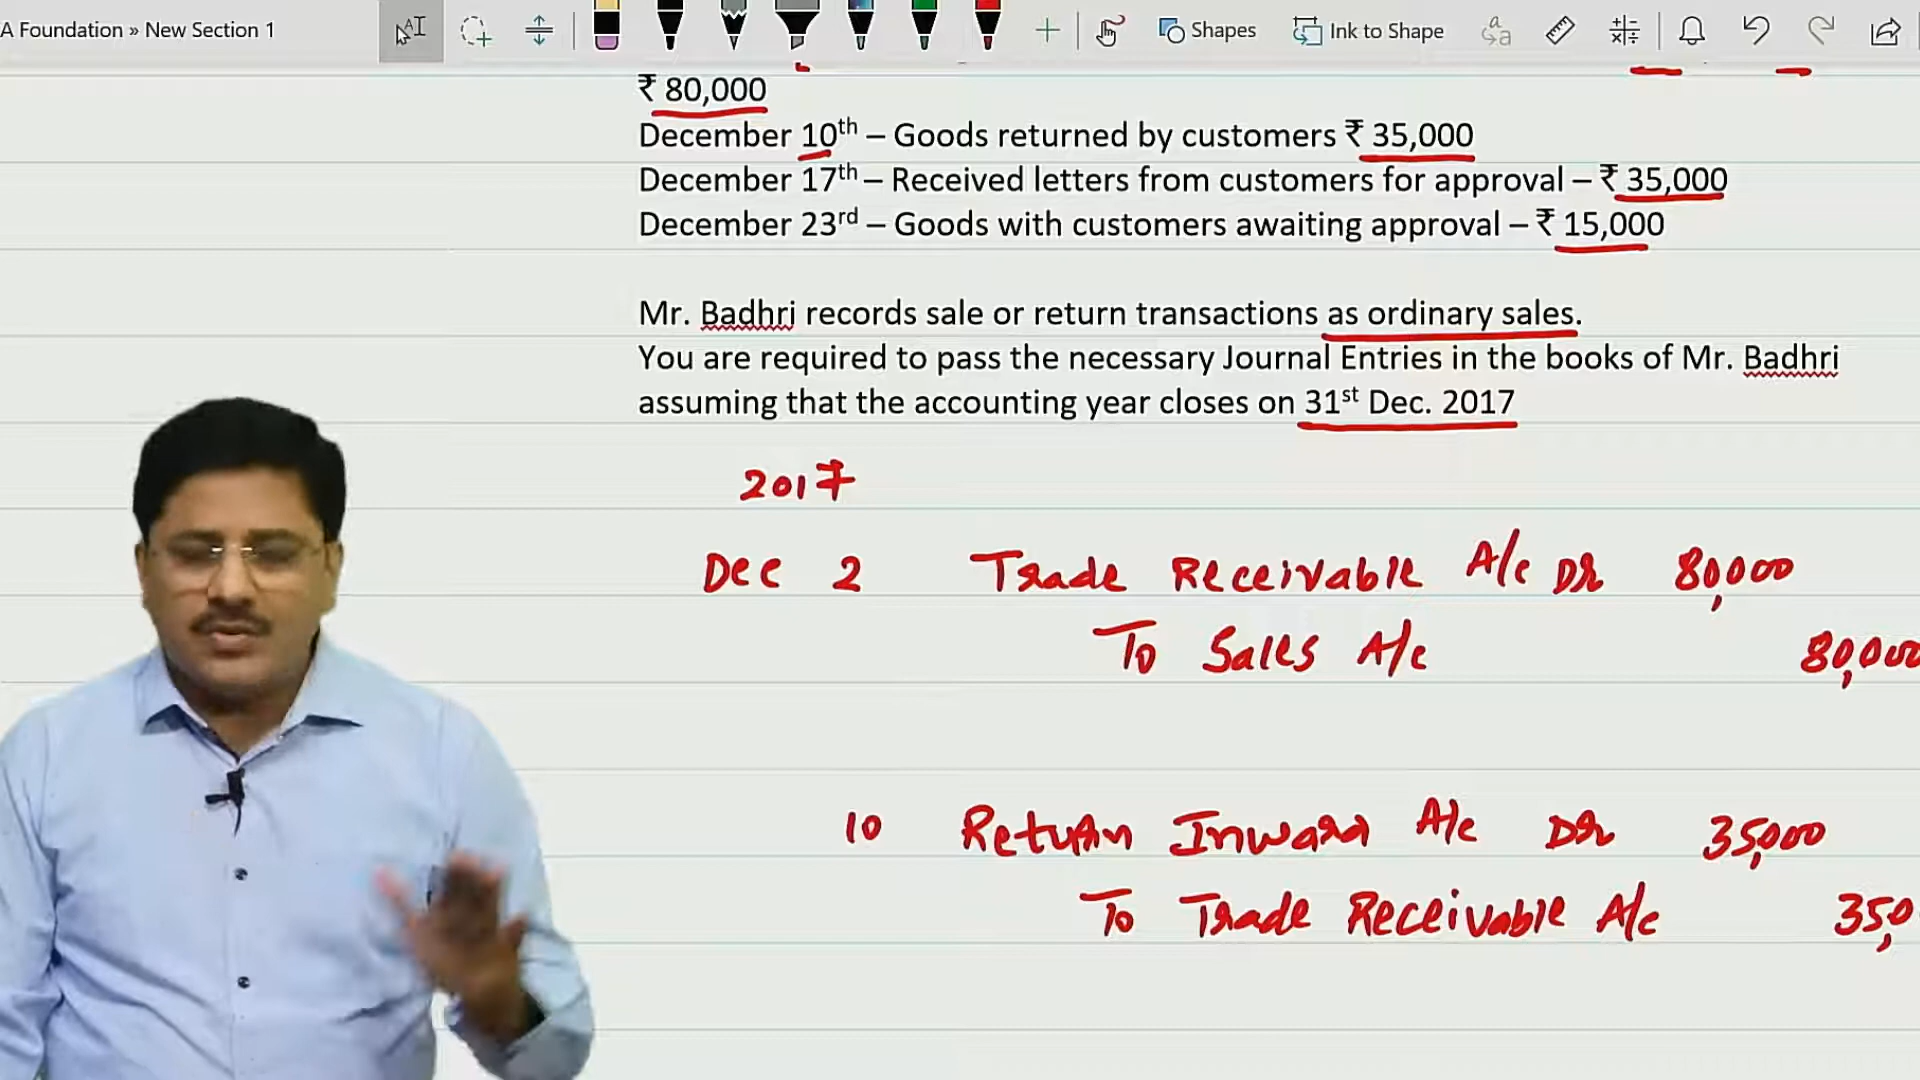 A Foundation » New Section 1
Shapes
Ink to Shape
₹ 80,000
December 10th – Goods returned by customers ₹ 35,000
December 17th – Received letters from customers for approval – ₹ 35,000
December 23rd – Goods with customers awaiting approval – ₹ 15,000
Mr. Badhri records sale or return transactions as ordinary sales.
You are required to pass the necessary Journal Entries in the books of Mr. Badhri
assuming that the accounting year closes on 31st Dec. 2017
2017
Dec 2 Trade Receivable A/c Dr 80,000
To Sales A/c 80,000
10 Return Inward A/c Dr 35,000
To Trade Receivable A/c 35,0